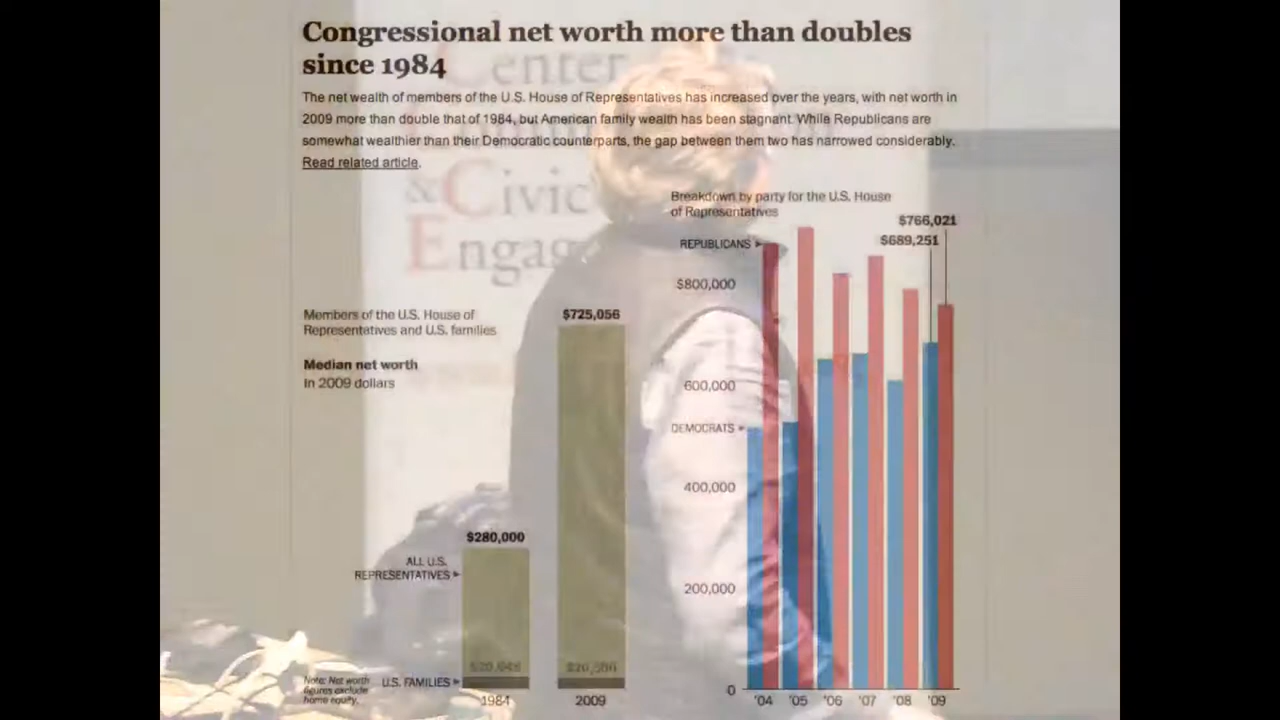 Congressional net worth more than doubles
since 1984
The net wealth of members of the U.S. House of Representatives has increased over the years, with net worth in
2009 more than double that of 1984, but American family wealth has been stagnant. While Republicans are
somewhat wealthier than their Democratic counterparts, the gap between them two has narrowed considerably.
Read related article.
Center
& Civic
Engag
Breakdown by party for the U.S. House
of Representatives
$766,021
$689,251
REPUBLICANS
$800,000
600,000
DEMOCRATS
400,000
200,000
0
'04 '05 '06 '07 '08 '09
Members of the U.S. House of
Representatives and U.S. families
Median net worth
In 2009 dollars
$725,056
$280,000
ALL U.S.
REPRESENTATIVES
U.S. FAMILIES
1984 2009
Note: Net worth
figures exclude
home equity.